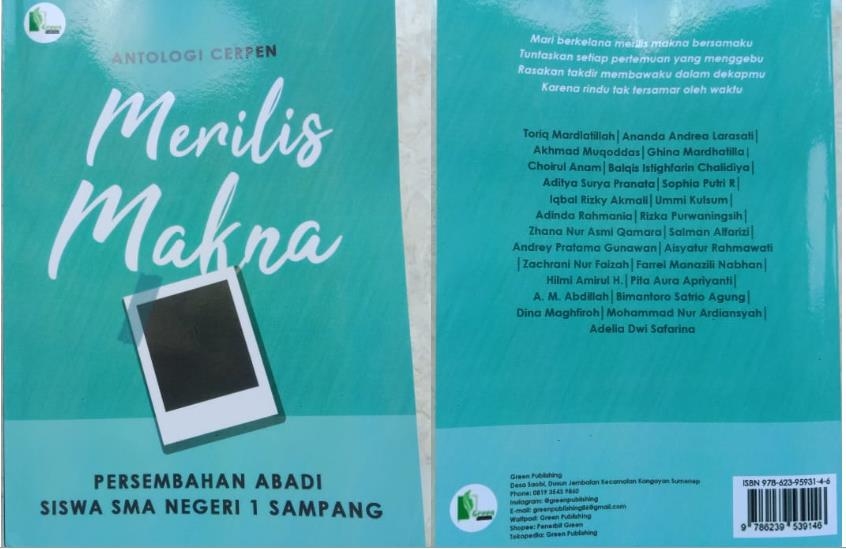 Green
ANTOLOGI CERPEN
Merilis
Makna
PERSEMBAHAN ABADI
SISWA SMA NEGERI 1 SAMPANG
Mari berkelana merilis makna bersamaku
Tuntaskan setiap pertemuan yang menggebu
Rasakan takdir membawaku dalam dekapmu
Karena rindu tak tersamar oleh waktu
Toriq Mardlatillah| Ananda Andrea Larasati|
Akhmad Muqoddas| Ghina Mardhatilla|
Choirul Anam| Balqis Istighfarin Chalidiya|
Aditya Surya Pranata| Sophia Putri R|
Iqbal Rizky Akmali| Ummi Kulsum|
Adinda Rahmania| Rizka Purwaningsih|
Zhana Nur Asmi Qamara| Salman Alfarizi|
Andrey Pratama Gunawan| Aisyatur Rahmawati
| Zachrani Nur Faizah| Farrel Manazili Nabhan|
Hilmi Amirul H.| Pita Aura Apriyanti|
A. M. Abdillah| Bimantoro Satrio Agung|
Dina Maghfiroh| Mohammad Nur Ardiansyah|
Adelia Dwi Safarina
Green
Green Publishing
Desa Saobi, Dusun Jembalan Kecamatan Kangayan Sumenep
Phone: 0819 3543 9860
Instagram: @greenpublishing
E-mail: greenpublishing86@gmail.com
Wattpad: Green Publishing
Shopee: Penerbit Green
Tokopedia: Green Publishing
ISBN 978-623-95931-4-6
9 786239 539146